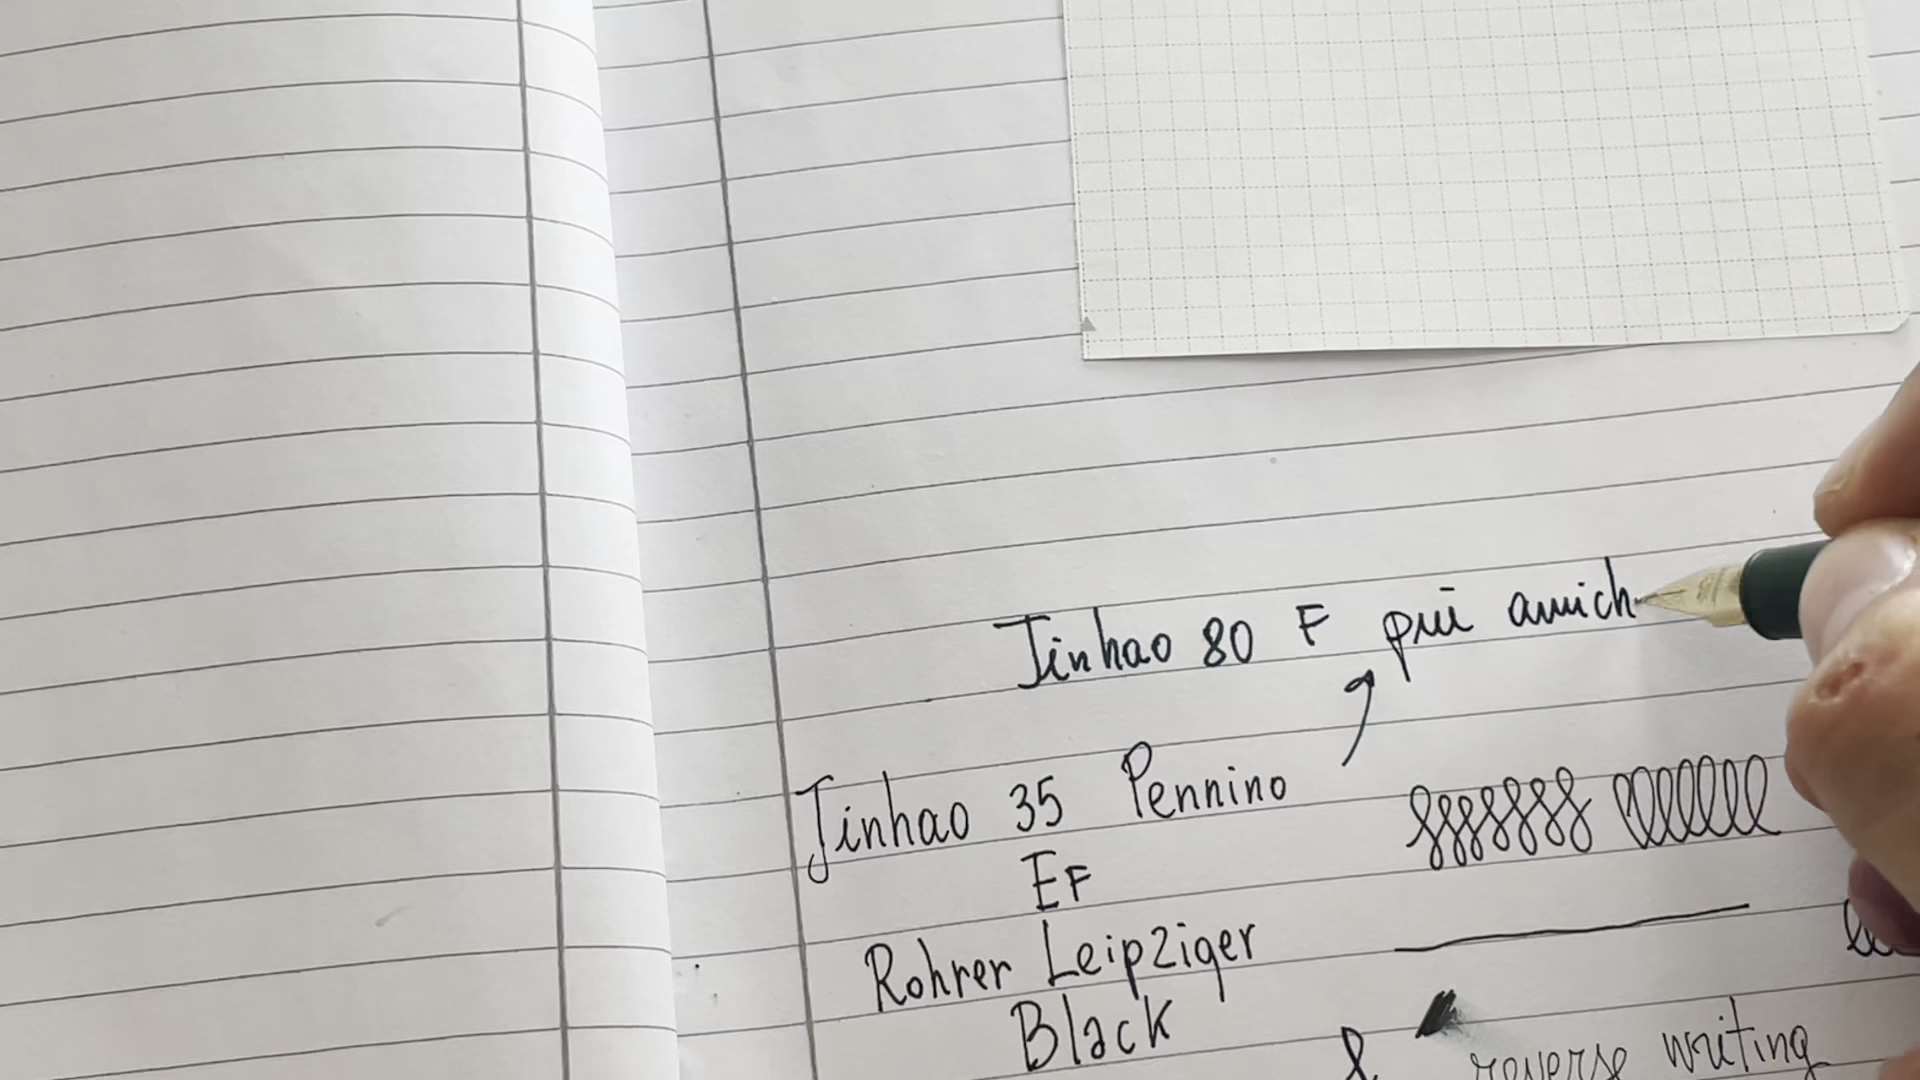 Jinhao 80 F più amich
Jinhao 35 Pennino
EF
Rohrer Leipziger
Black
& reverse writing